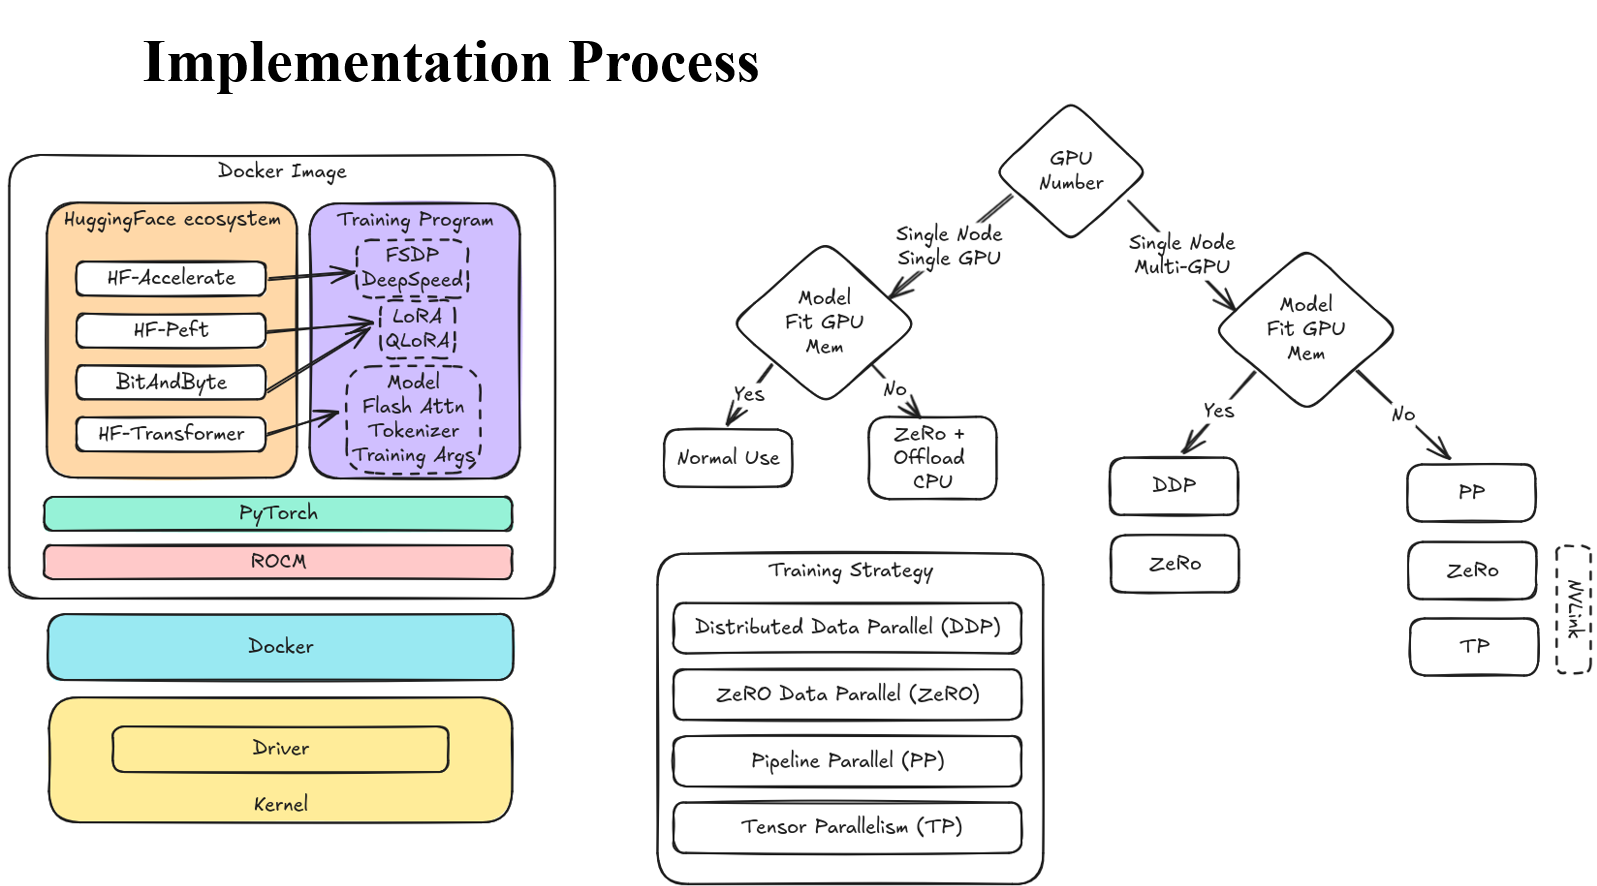 Implementation Process
Docker Image
HuggingFace ecosystem
HF-Accelerate
HF-Peft
BitAndByte
HF-Transformer
Training Program
FSDP
DeepSpeed
LoRA
QLoRA
Model
Flash Attn
Tokenizer
Training Args
PyTorch
ROCM
Docker
Driver
Kernel
GPU
Number
Single Node
Single GPU
Single Node
Multi-GPU
Model
Fit GPU
Mem
Yes
No
Normal Use
ZeRo +
Offload
CPU
Model
Fit GPU
Mem
Yes
No
DDP
ZeRo
PP
ZeRo
TP
NVLink
Training Strategy
Distributed Data Parallel (DDP)
ZeRO Data Parallel (ZeRO)
Pipeline Parallel (PP)
Tensor Parallelism (TP)